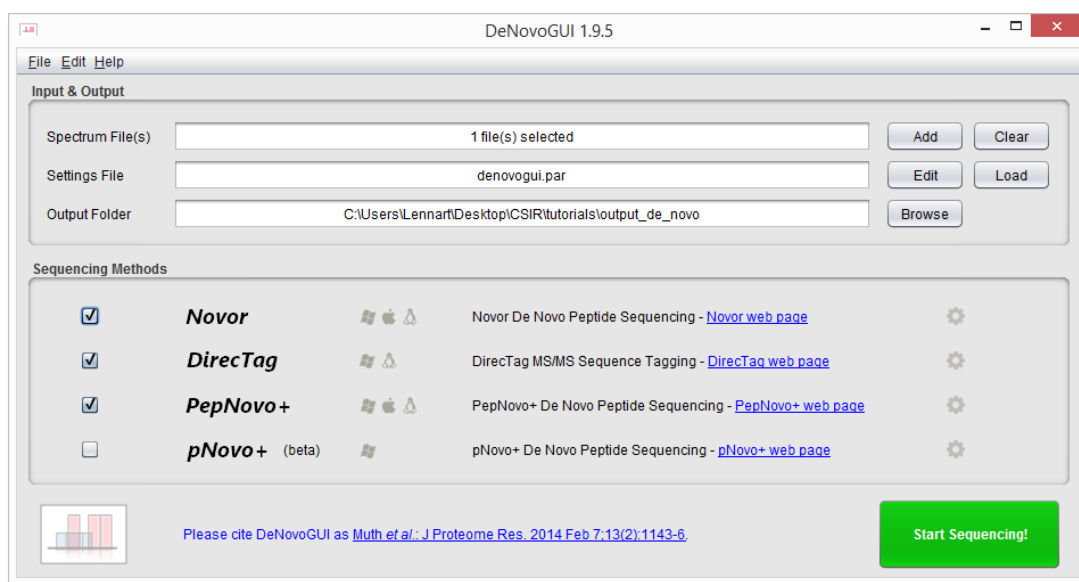 DeNovoGUI 1.9.5
File Edit Help
Input & Output
Spectrum File(s) 1 file(s) selected Add Clear
Settings File denovogui.par Edit Load
Output Folder C:\Users\Lennart\Desktop\CSIR\tutorials\output_de_novo Browse
Sequencing Methods
Novor Novor De Novo Peptide Sequencing - Novor web page
DirecTag DirecTag MS/MS Sequence Tagging - DirecTag web page
PepNovo+ PepNovo+ De Novo Peptide Sequencing - PepNovo+ web page
pNovo+ (beta) pNovo+ De Novo Peptide Sequencing - pNovo+ web page
Please cite DeNovoGUI as Muth et al.: J Proteome Res. 2014 Feb 7;13(2):1143-6. Start Sequencing!